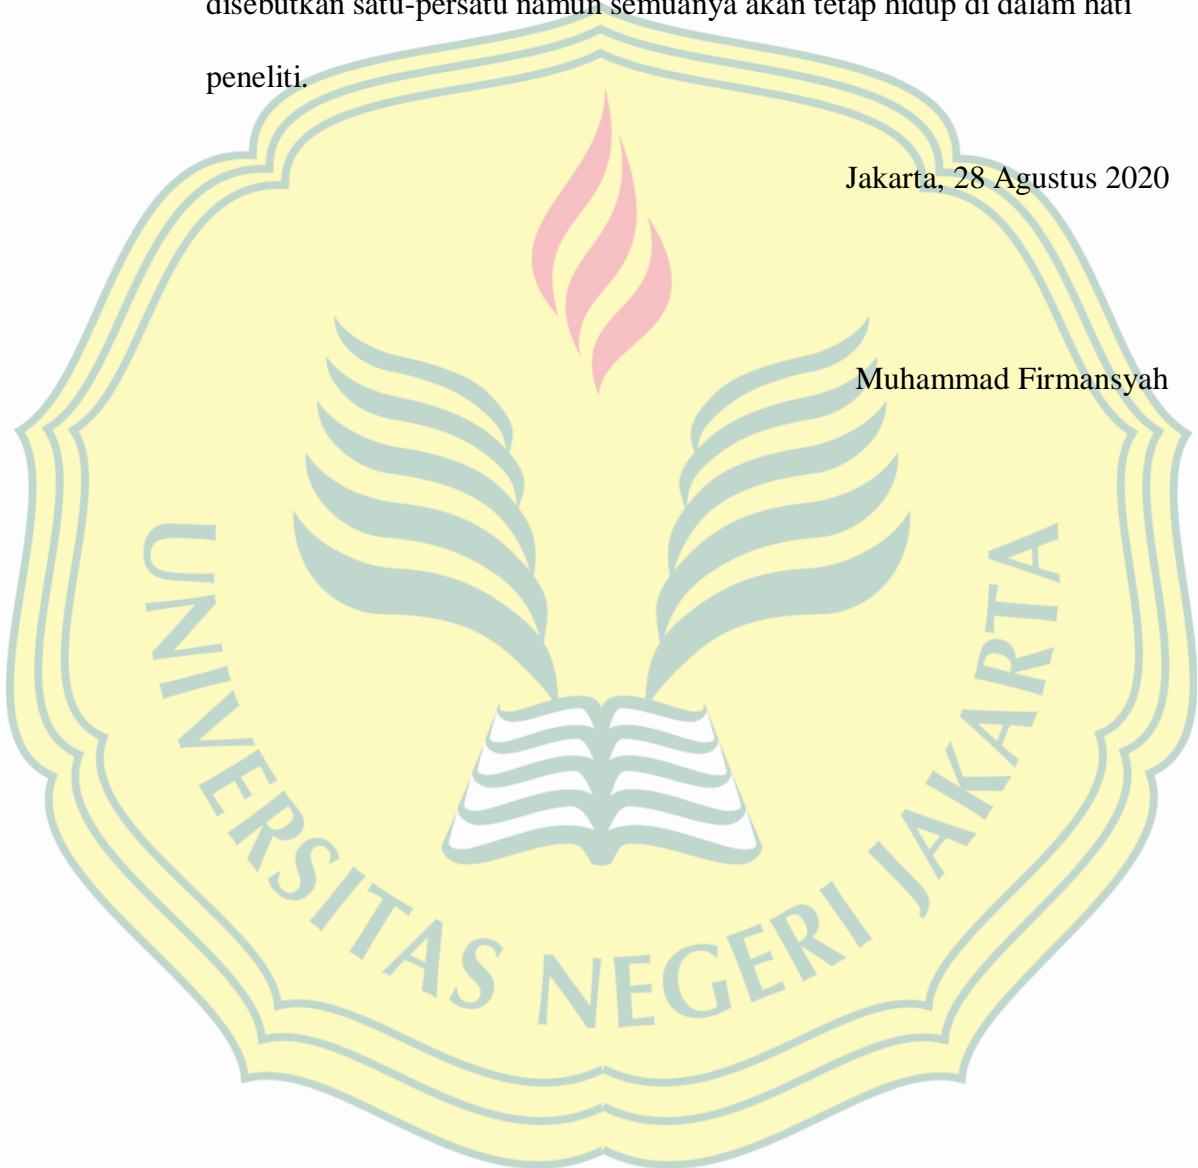 disebutkan satu-persatu namun semuanya akan tetap hidup di dalam hati
peneliti.
Jakarta, 28 Agustus 2020
Muhammad Firmansyah
UNIVERSITAS NEGERI JAKARTA